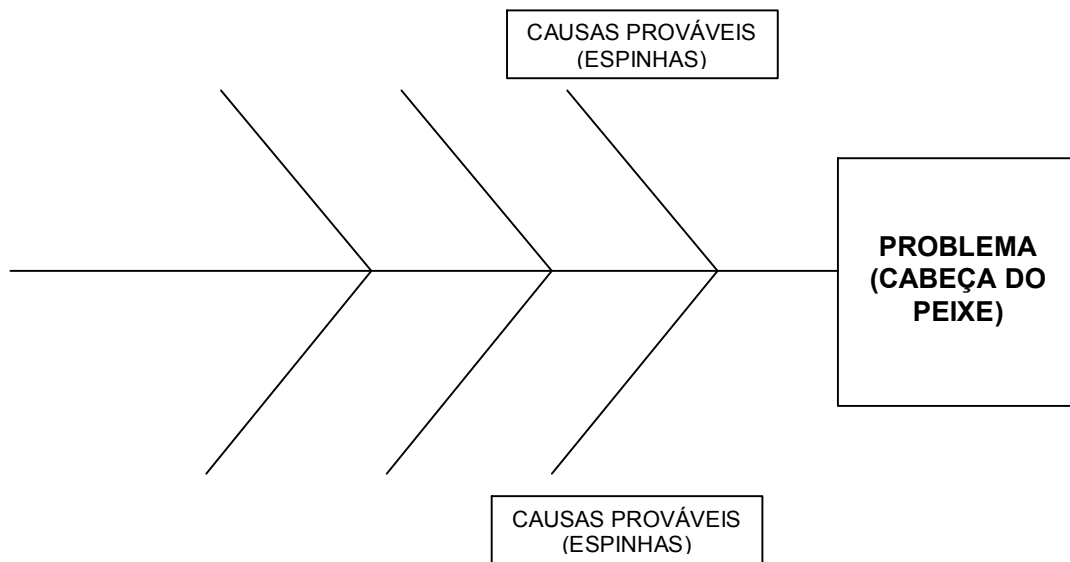 CAUSAS PROVÁVEIS
(ESPINHAS)
PROBLEMA
(CABEÇA DO
PEIXE)
CAUSAS PROVÁVEIS
(ESPINHAS)